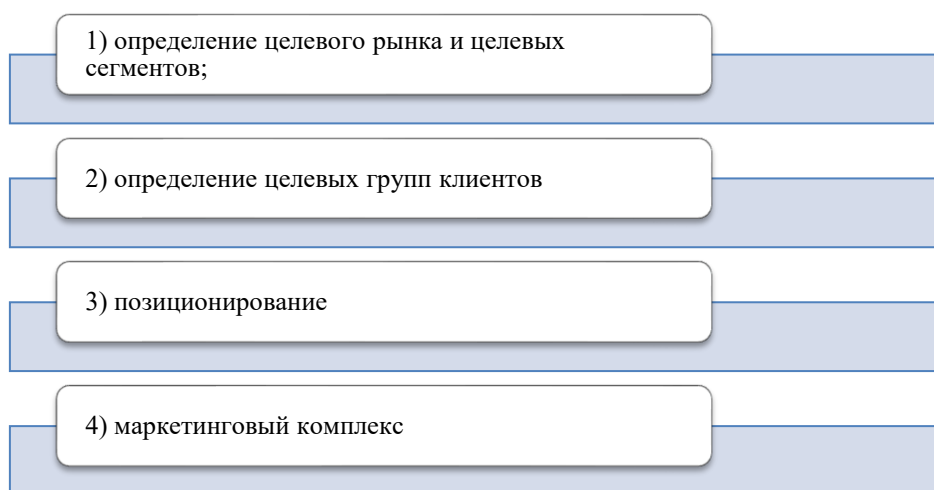 1) определение целевого рынка и целевых
сегментов;
2) определение целевых групп клиентов
3) позиционирование
4) маркетинговый комплекс